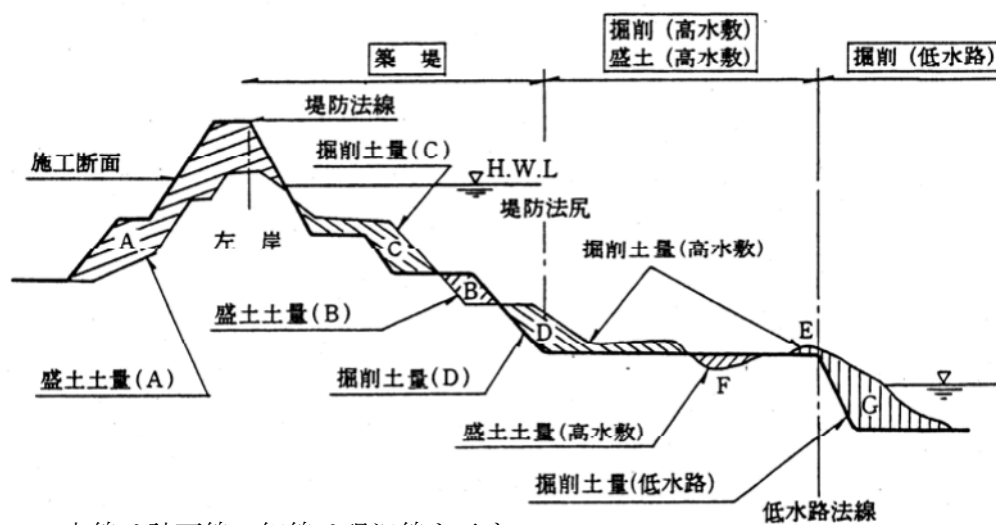 掘削(高水敷)
盛土(高水敷)
築 堤
掘削(低水路)
堤防法線
掘削土量(C)
施工断面
H.W.L
堤防法尻
A
左 岸
C
掘削土量(高水敷)
B
盛土土量(B)
D
E
盛土土量(A)
掘削土量(D)
F
G
盛土土量(高水敷)
掘削土量(低水路)
低水路法線